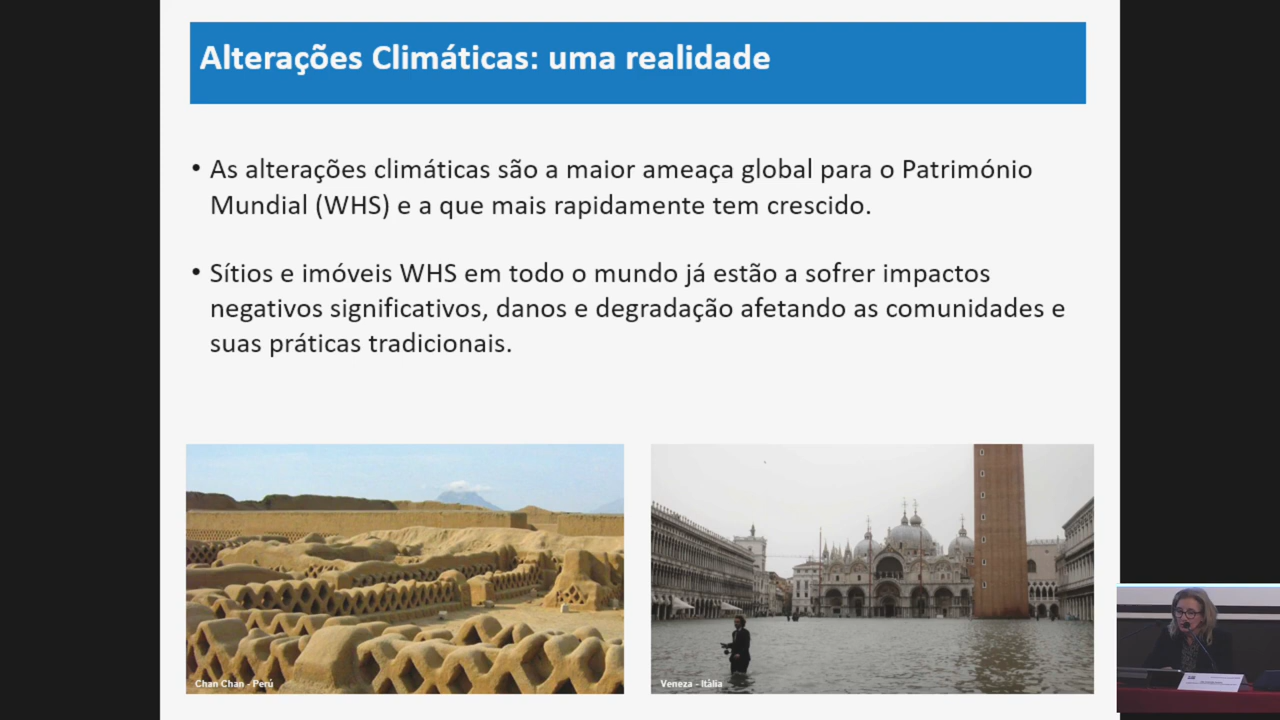 Alterações Climáticas: uma realidade
• As alterações climáticas são a maior ameaça global para o Património
Mundial (WHS) e a que mais rapidamente tem crescido.
• Sítios e imóveis WHS em todo o mundo já estão a sofrer impactos
negativos significativos, danos e degradação afetando as comunidades e
suas práticas tradicionais.
Chan Chan - Perú
Veneza - Itália